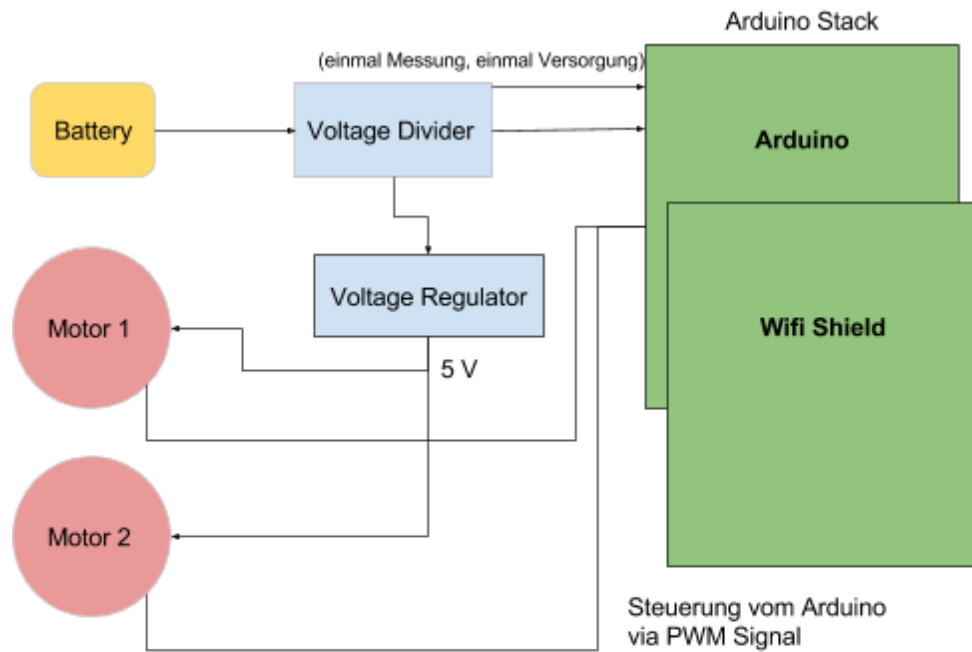 Arduino Stack
(einmal Messung, einmal Versorgung)
Battery
Voltage Divider
Arduino
Voltage Regulator
Motor 1
Wifi Shield
5 V
Motor 2
Steuerung vom Arduino
via PWM Signal